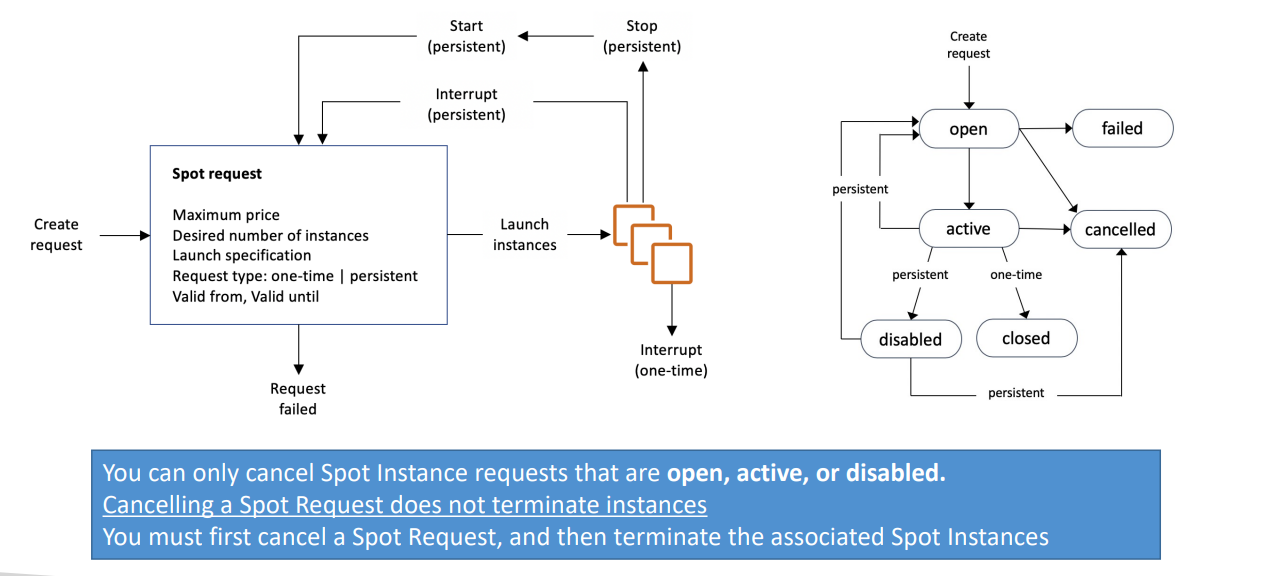 Start
(persistent)
Stop
(persistent)
Interrupt
(persistent)
Create
request
Spot request
Maximum price
Desired number of instances
Launch specification
Request type: one-time | persistent
Valid from, Valid until
Launch
instances
Interrupt
(one-time)
Request
failed
Create
request
open
failed
persistent
active
cancelled
persistent
one-time
disabled
closed
persistent
You can only cancel Spot Instance requests that are open, active, or disabled.
Cancelling a Spot Request does not terminate instances
You must first cancel a Spot Request, and then terminate the associated Spot Instances